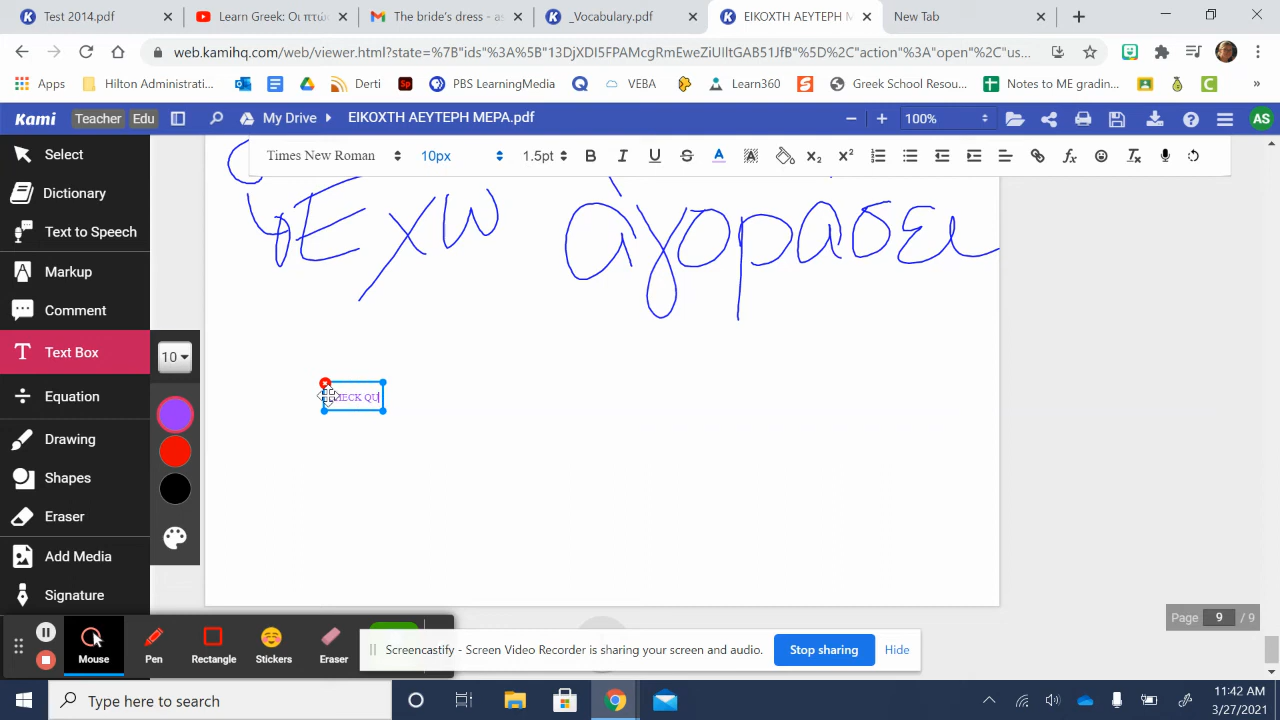 Test 2014.pdf
Learn Greek: Οι πτώ
The bride's dress - a
_Vocabulary.pdf
ΕΙΚΟΧΤΗ ΑΕΥΤΕΡΗ Μ
New Tab
web.kamihq.com/web/viewer.html?state=%7B"ids"%3A%5B"13DjXDI5FPAMcgRmEweZiUIltGAB51JfB"%5D%2C"action"%3A"open"%2C"us...
Apps
Hilton Administrati...
Derti
Sp
PBS LearningMedia
VEBA
Learn360
Greek School Resou...
Notes to ME gradin...
»
Kami
Teacher
Edu
My Drive
ΕΙΚΟΧΤΗ ΑΕΥΤΕΡΗ ΜΕΡΑ.pdf
100%
AS
Times New Roman
10px
1.5pt
Select
Dictionary
Text to Speech
Markup
Comment
Text Box
Equation
Drawing
Shapes
Eraser
Add Media
Signature
10
Εχω αγορασει
CHECK QU
Page 9 / 9
Mouse
Pen
Rectangle
Stickers
Eraser
Screencastify - Screen Video Recorder is sharing your screen and audio.
Stop sharing
Hide
Type here to search
11:42 AM
3/27/2021